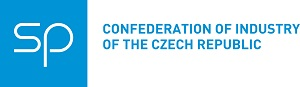 sp
CONFEDERATION OF INDUSTRY
OF THE CZECH REPUBLIC